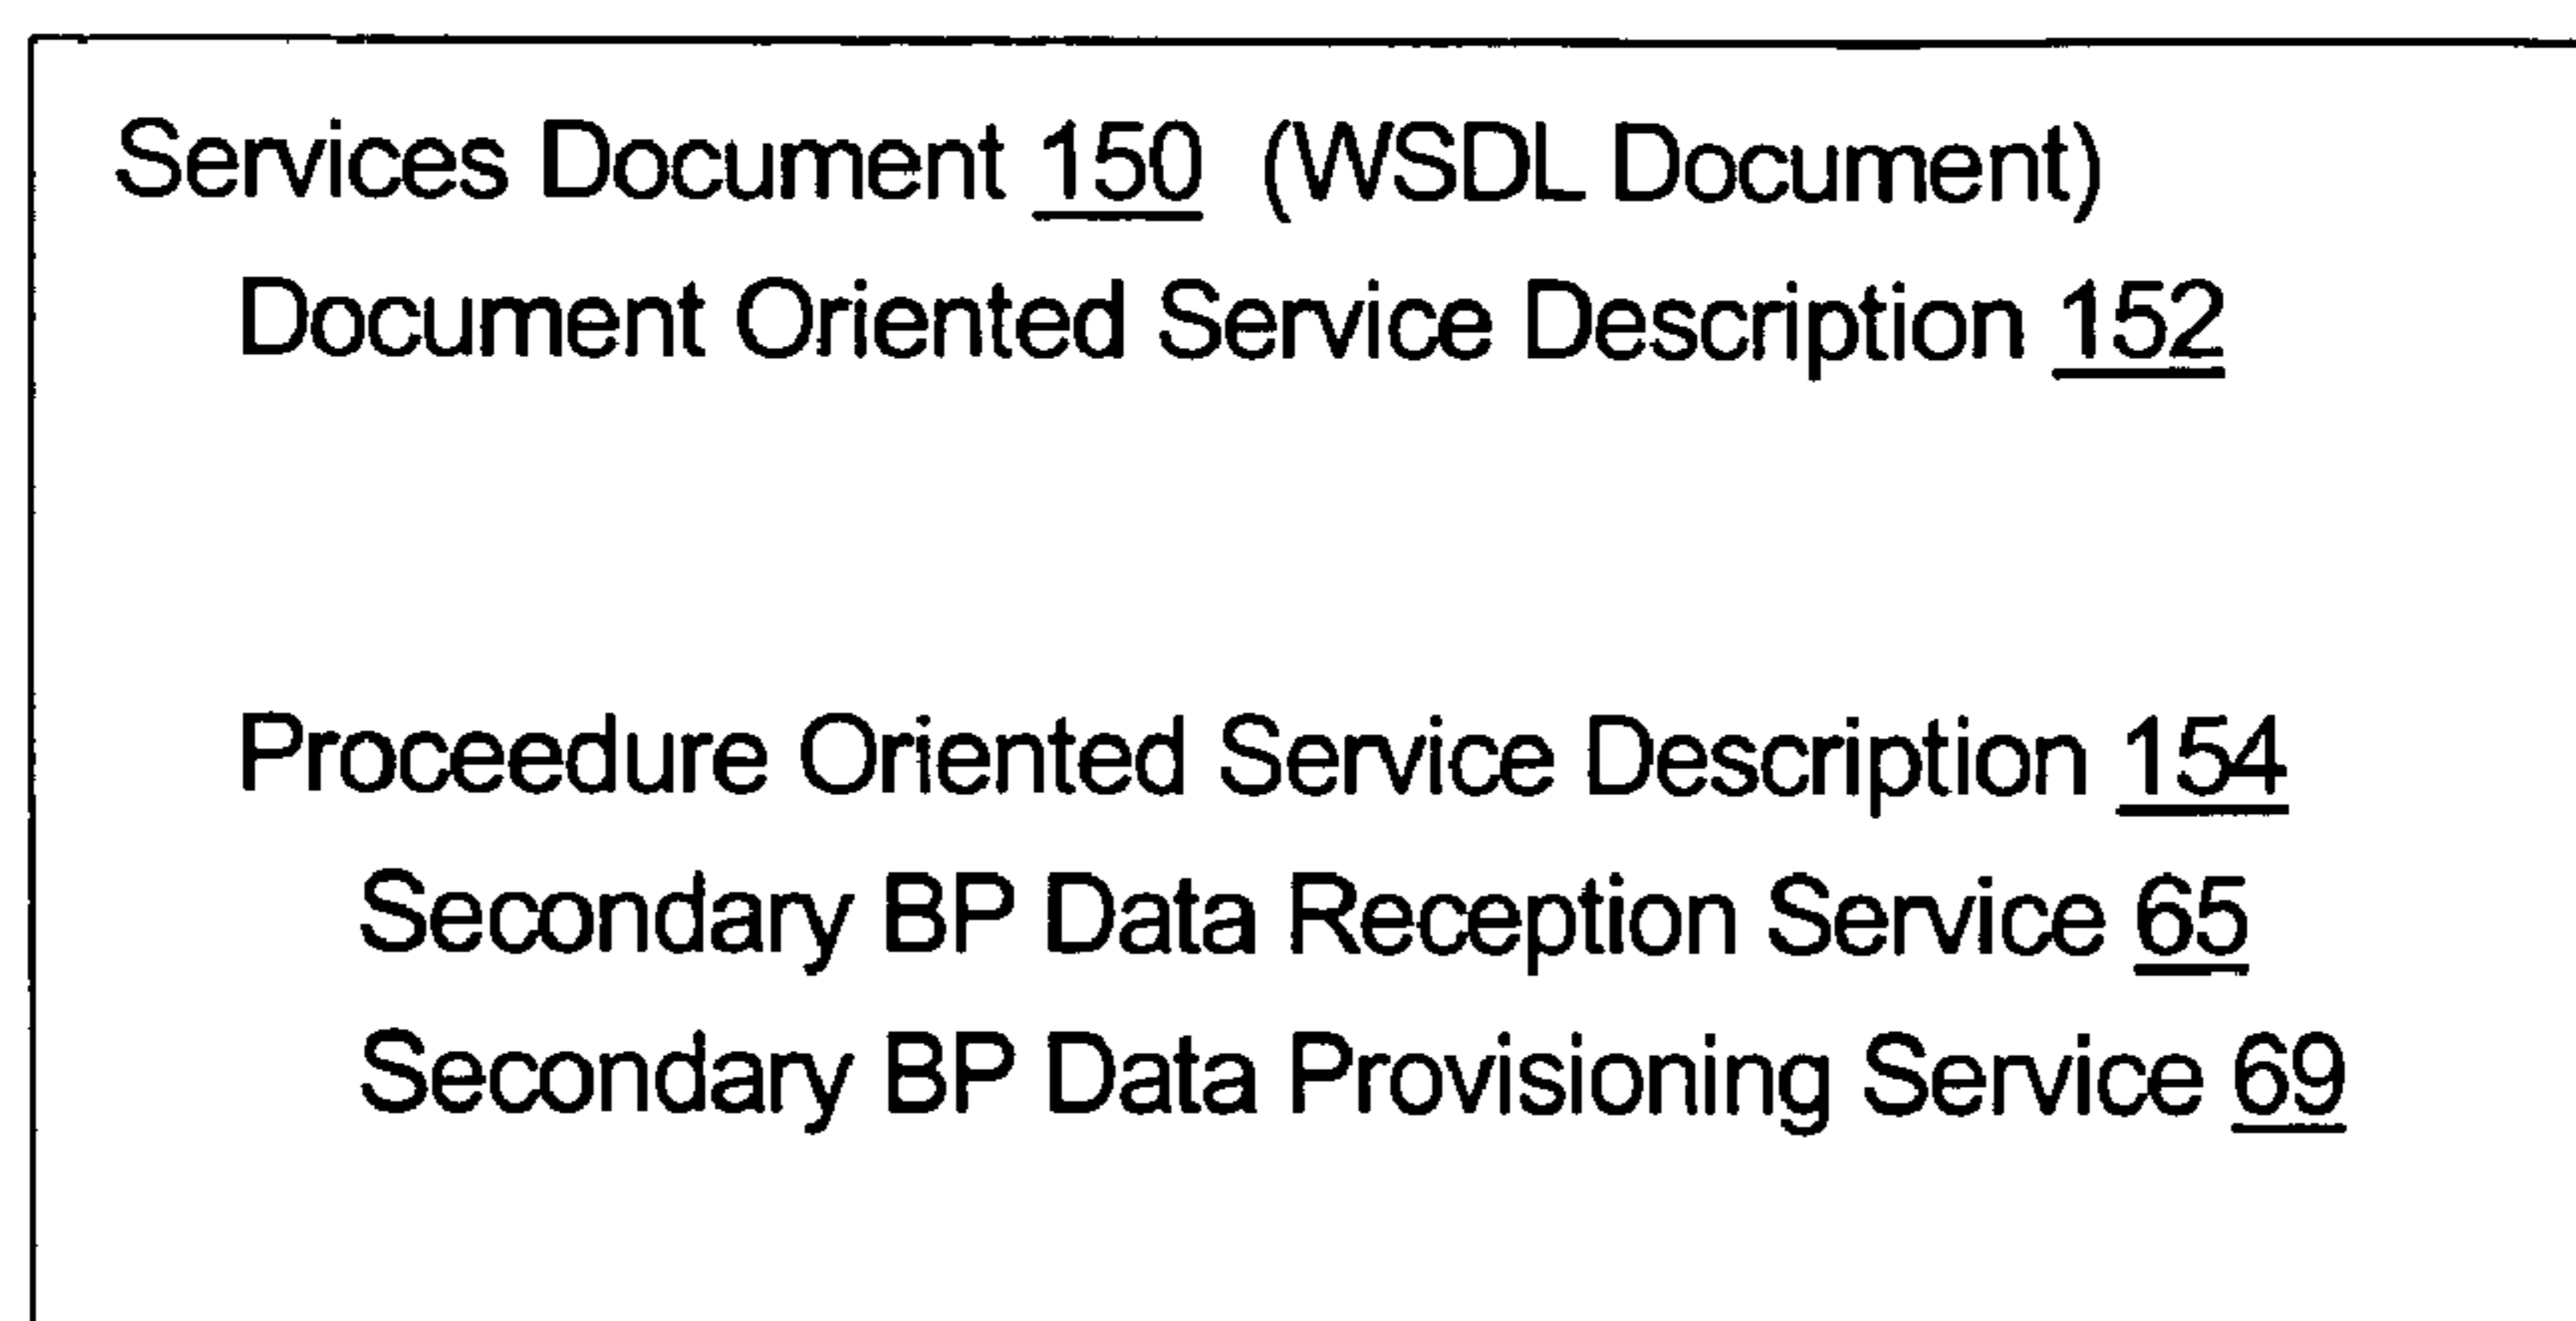 Services Document 150 (WSDL Document)
Document Oriented Service Description 152
Proceedure Oriented Service Description 154
Secondary BP Data Reception Service 65
Secondary BP Data Provisioning Service 69